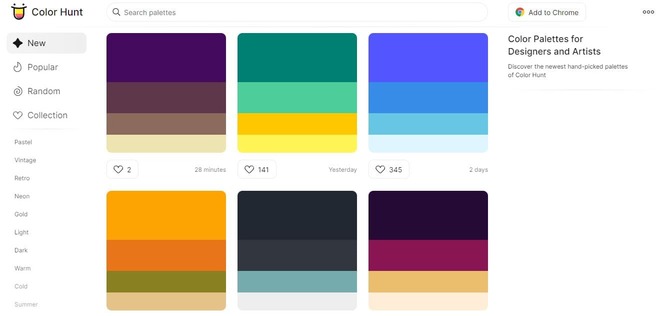 Color Hunt
Search palettes
Add to Chrome
New
Popular
Random
Collection
Pastel
Vintage
Retro
Neon
Gold
Light
Dark
Warm
Cold
Summer
2
28 minutes
141
Yesterday
345
2 days
Color Palettes for
Designers and Artists
Discover the newest hand-picked palettes
of Color Hunt